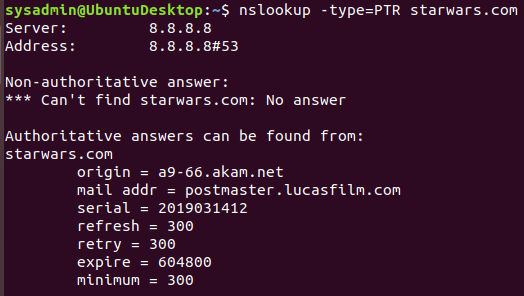 sysadmin@UbuntuDesktop:~$ nslookup -type=PTR starwars.com
Server:         8.8.8.8
Address:        8.8.8.8#53

Non-authoritative answer:
*** Can't find starwars.com: No answer

Authoritative answers can be found from:
starwars.com
        origin = a9-66.akam.net
        mail addr = postmaster.lucasfilm.com
        serial = 2019031412
        refresh = 300
        retry = 300
        expire = 604800
        minimum = 300